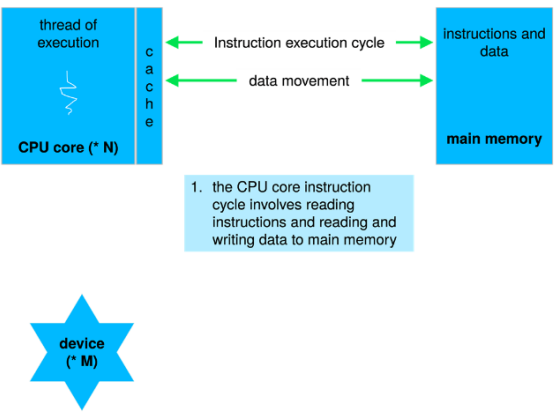 thread of
execution
CPU core (* N)
c
a
c
h
e
Instruction execution cycle
data movement
instructions and
data
main memory
1. the CPU core instruction
cycle involves reading
instructions and reading and
writing data to main memory
device
(* M)